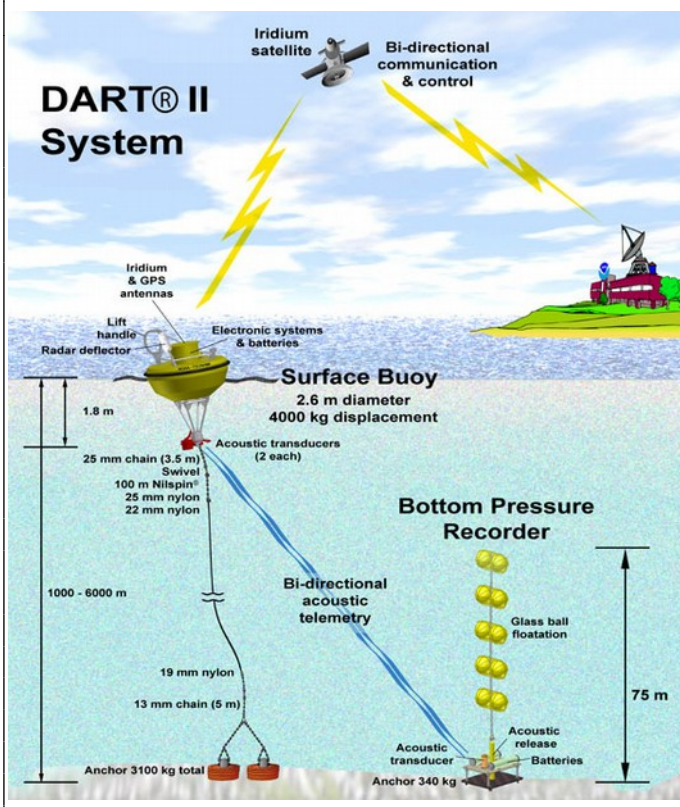 Iridium
satellite
Bi-directional
communication
& control
DART® II
System
Iridium
& GPS
antennas
Lift
handle
Radar deflector
Electronic systems
& batteries
Surface Buoy
2.6 m diameter
4000 kg displacement
1.8 m
Acoustic transducers
(2 each)
25 mm chain (3.5 m)
Swivel
100 m Nilspin®
25 mm nylon
22 mm nylon
Bottom Pressure
Recorder
1000 - 6000 m
Bi-directional
acoustic
telemetry
Glass ball
floatation
75 m
19 mm nylon
13 mm chain (5 m)
Acoustic
release
Acoustic
transducer
Batteries
Anchor 3100 kg total
Anchor 340 kg